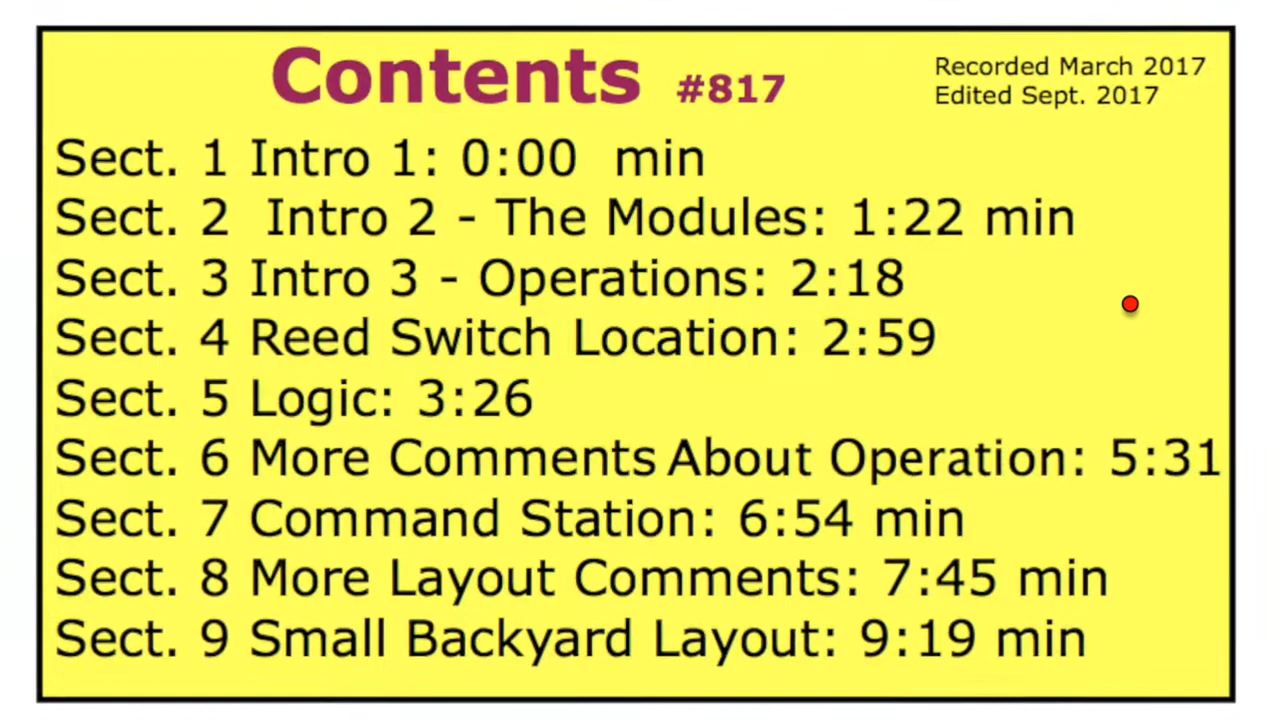 Contents #817
Recorded March 2017
Edited Sept. 2017
Sect. 1 Intro 1: 0:00 min
Sect. 2 Intro 2 - The Modules: 1:22 min
Sect. 3 Intro 3 - Operations: 2:18
Sect. 4 Reed Switch Location: 2:59
Sect. 5 Logic: 3:26
Sect. 6 More Comments About Operation: 5:31
Sect. 7 Command Station: 6:54 min
Sect. 8 More Layout Comments: 7:45 min
Sect. 9 Small Backyard Layout: 9:19 min